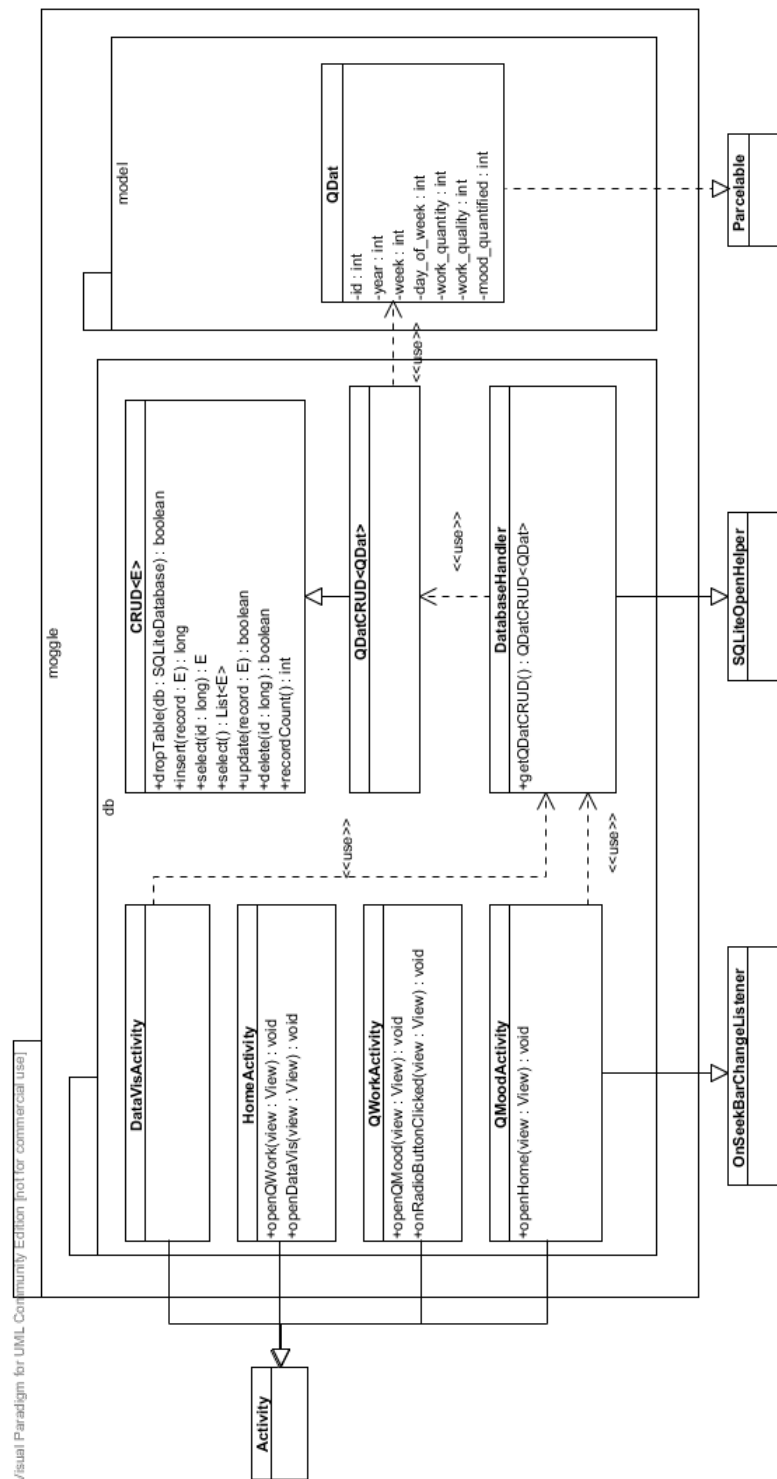 Visual Paradigm for UML Community Edition [not for commercial use]
moggle
db
model
Activity
DataVisActivity
HomeActivity
+openQWork(view : View) : void
+openDataVis(view : View) : void
QWorkActivity
+openQMood(view : View) : void
+onRadioButtonClicked(view : View) : void
QMoodActivity
+openHome(view : View) : void
<<use>>
<<use>>
CRUD<E>
+dropTable(db : SQLiteDatabase) : boolean
+insert(record : E) : long
+select(id : long) : E
+select() : List<E>
+update(record : E) : boolean
+delete(id : long) : boolean
+recordCount() : int
QDatCRUD<QDat>
<<use>>
DatabaseHandler
+getQDatCRUD() : QDatCRUD<QDat>
<<use>>
QDat
-id : int
-year : int
-week : int
-day_of_week : int
-work_quantity : int
-work_quality : int
-mood_quantified : int
OnSeekBarChangeListener
SQLiteOpenHelper
Parcelable